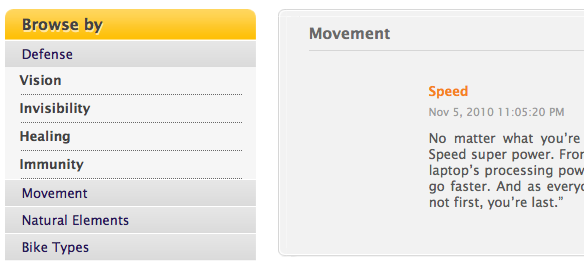 Browse by
Defense
Vision
Invisibility
Healing
Immunity
Movement
Natural Elements
Bike Types
Movement
Speed
Nov 5, 2010 11:05:20 PM
No matter what you're
Speed super power. From
laptop's processing pow
go faster. And as everyo
not first, you're last."